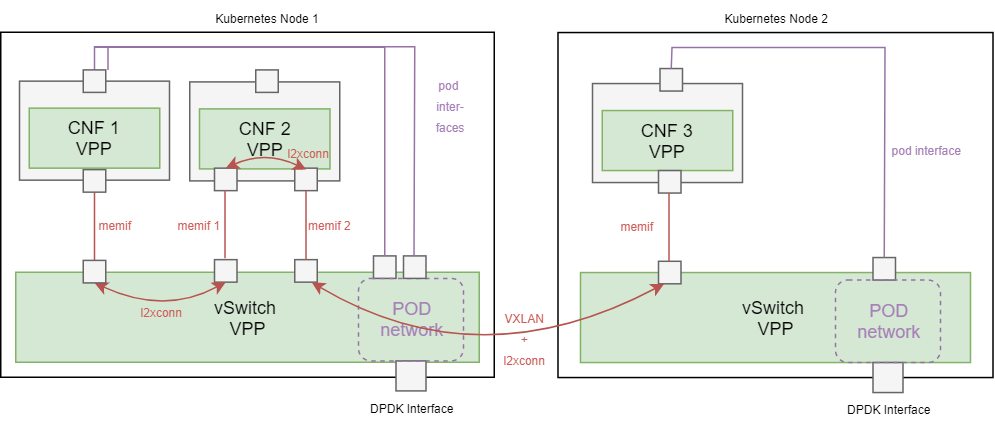 Kubernetes Node 1
Kubernetes Node 2
pod
inter-
faces
CNF 1
VPP
CNF 2
VPP
l2xconn
CNF 3
VPP
pod interface
memif
memif 1
memif 2
memif
l2xconn
vSwitch
VPP
POD
network
VXLAN
+
l2xconn
vSwitch
VPP
POD
network
DPDK Interface
DPDK Interface